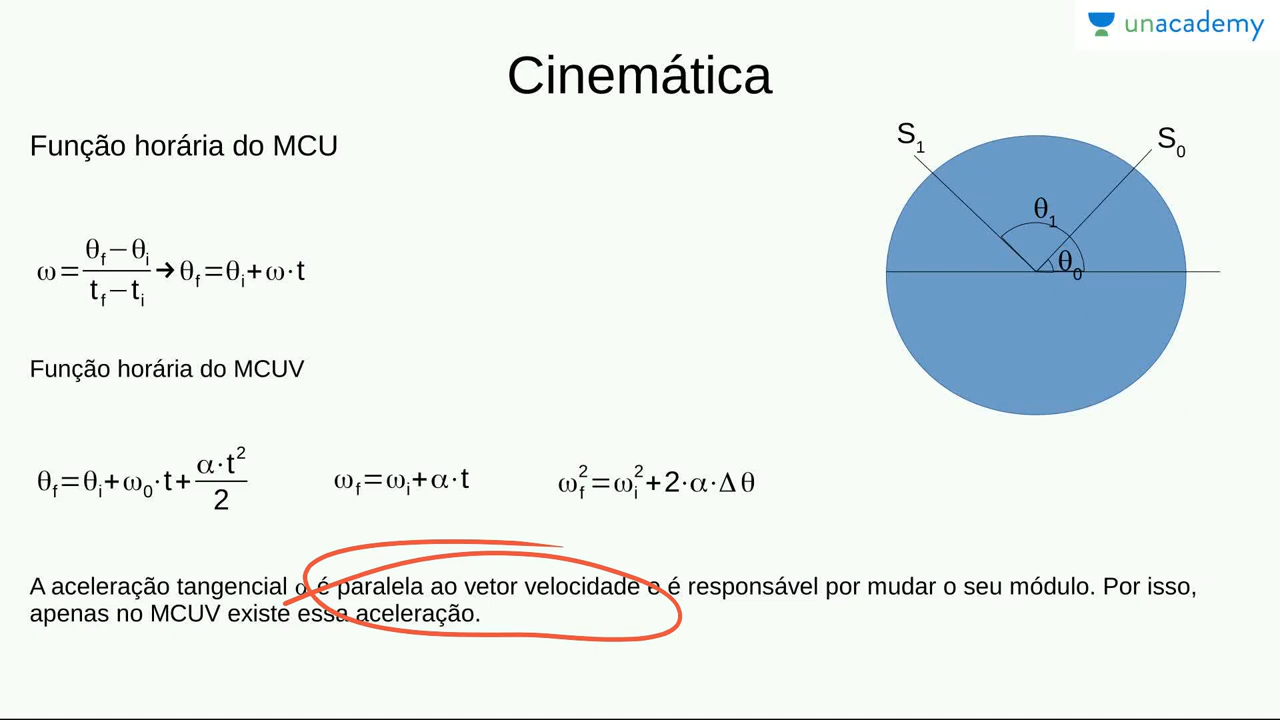 unacademy
Cinemática
Função horária do MCU
S₁
S₀
θ₁
θ₀
ω=(θf−θi)/(tf−ti)→θf=θi+ω·t
Função horária do MCUV
θf=θi+ω₀·t+(α·t²)/2
ωf=ωi+α·t
ωf²=ωi²+2·α·Δθ
A aceleração tangencial α é paralela ao vetor velocidade e é responsável por mudar o seu módulo. Por isso,
apenas no MCUV existe essa aceleração.